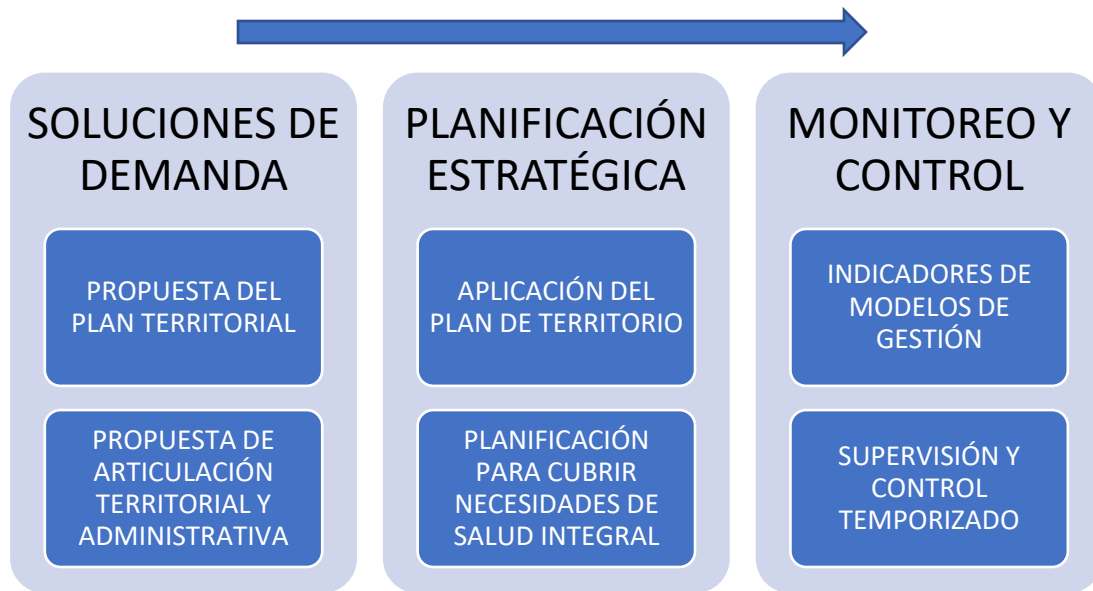 SOLUCIONES DE
DEMANDA
PROPUESTA DEL
PLAN TERRITORIAL
PROPUESTA DE
ARTICULACIÓN
TERRITORIAL Y
ADMINISTRATIVA
PLANIFICACIÓN
ESTRATÉGICA
APLICACIÓN DEL
PLAN DE TERRITORIO
PLANIFICACIÓN
PARA CUBRIR
NECESIDADES DE
SALUD INTEGRAL
MONITOREO Y
CONTROL
INDICADORES DE
MODELOS DE
GESTIÓN
SUPERVISIÓN Y
CONTROL
TEMPORIZADO